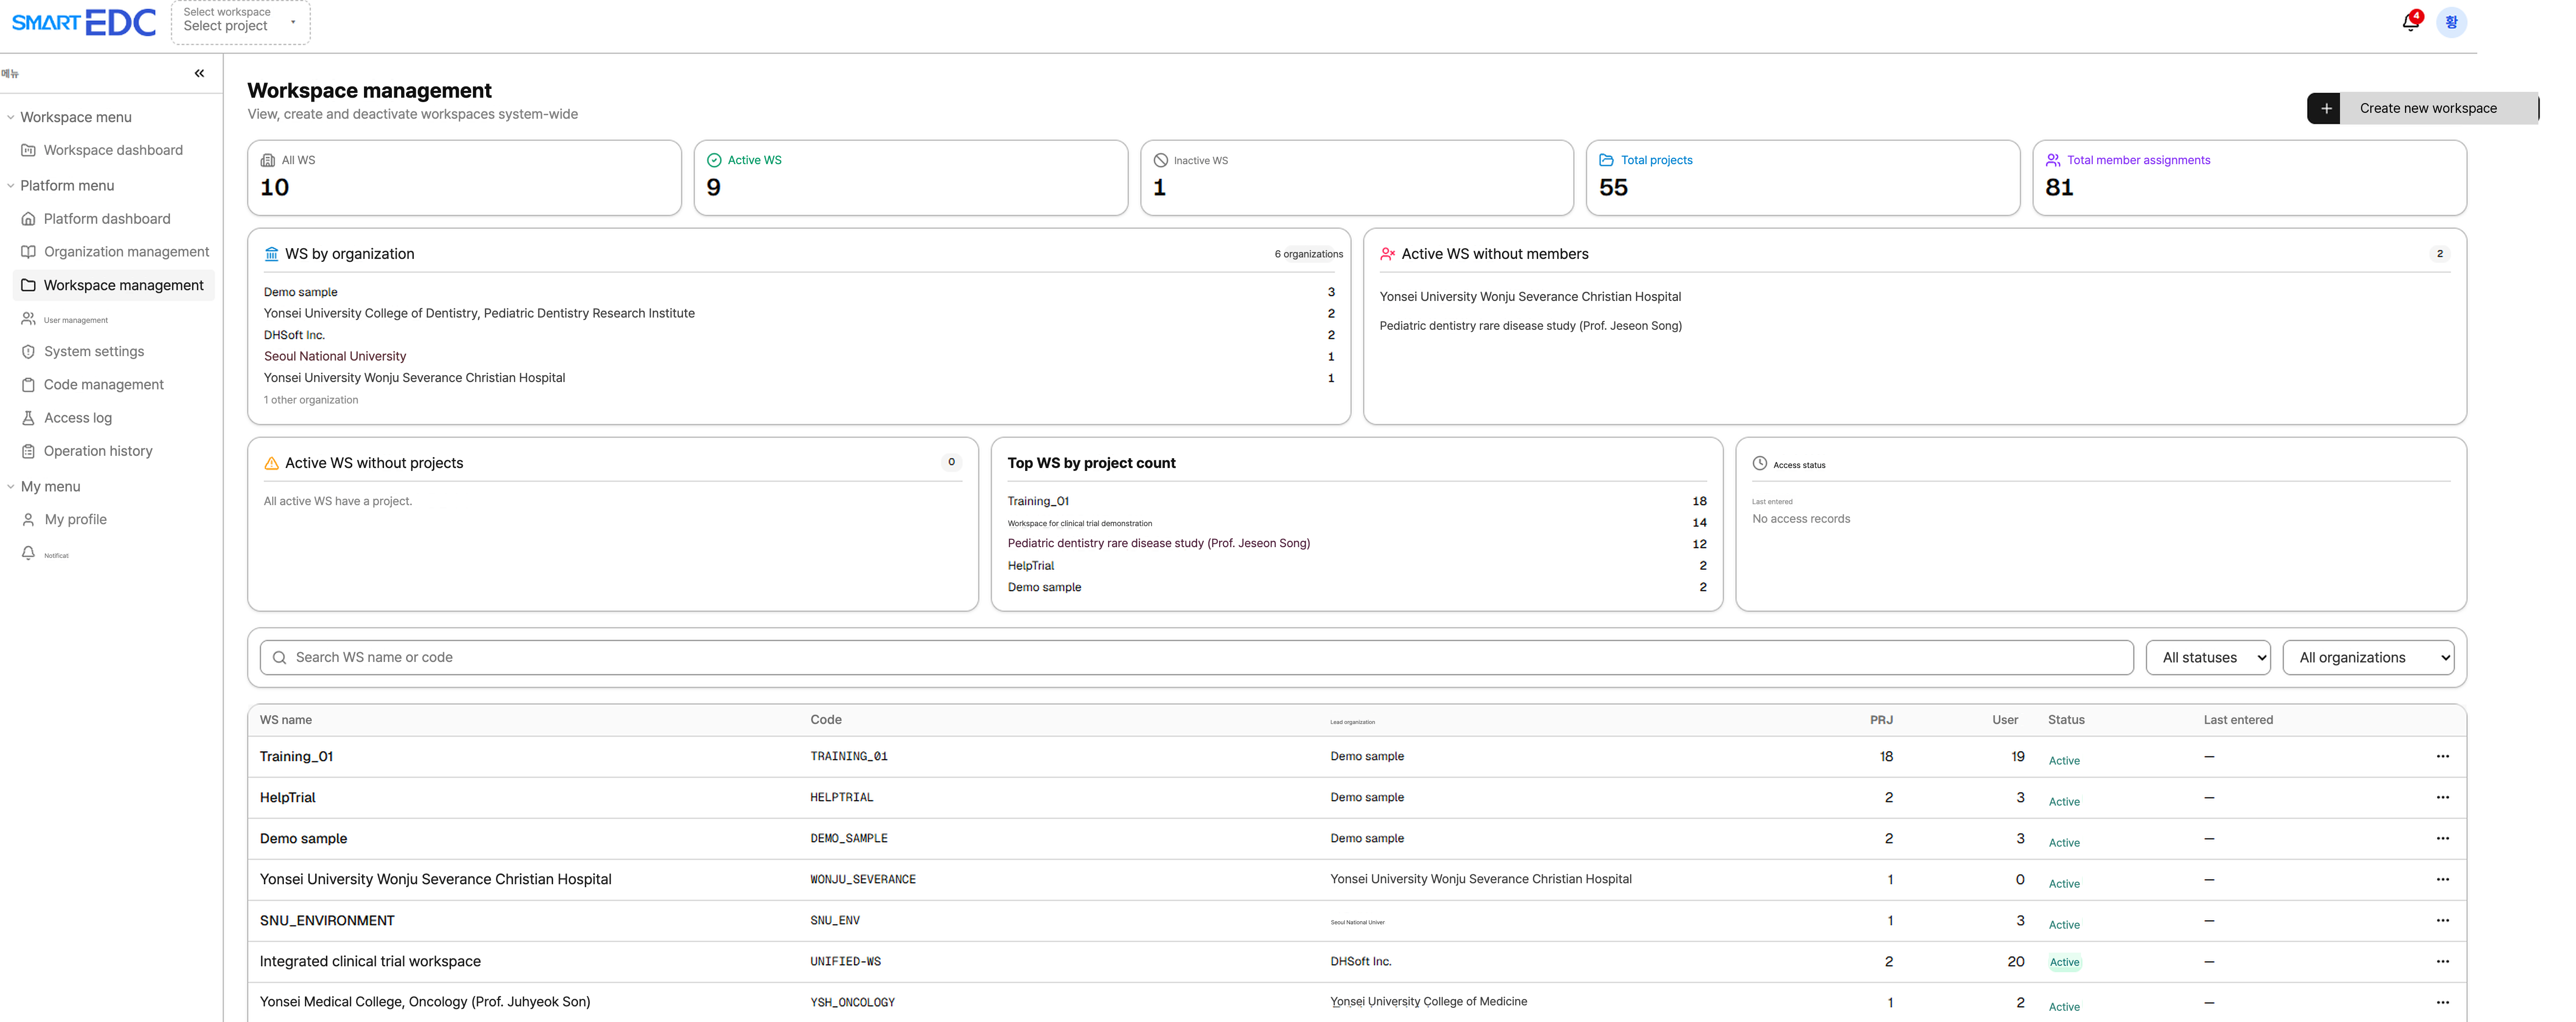 SMART EDC
Select workspace
Select project
4
황
메뉴
Workspace menu
Workspace dashboard
Platform menu
Platform dashboard
Organization management
Workspace management
User management
System settings
Code management
Access log
Operation history
My menu
My profile
Notificat
Workspace management
View, create and deactivate workspaces system-wide
Create new workspace
All WS
10
Active WS
9
Inactive WS
1
Total projects
55
Total member assignments
81
WS by organization
6 organizations
Demo sample 3
Yonsei University College of Dentistry, Pediatric Dentistry Research Institute 2
DHSoft Inc. 2
Seoul National University 1
Yonsei University Wonju Severance Christian Hospital 1
1 other organization
Active WS without members
2
Yonsei University Wonju Severance Christian Hospital
Pediatric dentistry rare disease study (Prof. Jeseon Song)
Active WS without projects
0
All active WS have a project.
Top WS by project count
Training_01 18
Workspace for clinical trial demonstration 14
Pediatric dentistry rare disease study (Prof. Jeseon Song) 12
HelpTrial 2
Demo sample 2
Access status
Last entered
No access records
Search WS name or code
All statuses
All organizations
WS name Code Lead organization PRJ User Status Last entered
Training_01 TRAINING_01 Demo sample 18 19 Active —
HelpTrial HELPTRIAL Demo sample 2 3 Active —
Demo sample DEMO_SAMPLE Demo sample 2 3 Active —
Yonsei University Wonju Severance Christian Hospital WONJU_SEVERANCE Yonsei University Wonju Severance Christian Hospital 1 0 Active —
SNU_ENVIRONMENT SNU_ENV Seoul National Univer 1 3 Active —
Integrated clinical trial workspace UNIFIED-WS DHSoft Inc. 2 20 Active —
Yonsei Medical College, Oncology (Prof. Juhyeok Son) YSH_ONCOLOGY Yonsei University College of Medicine 1 2 Active —